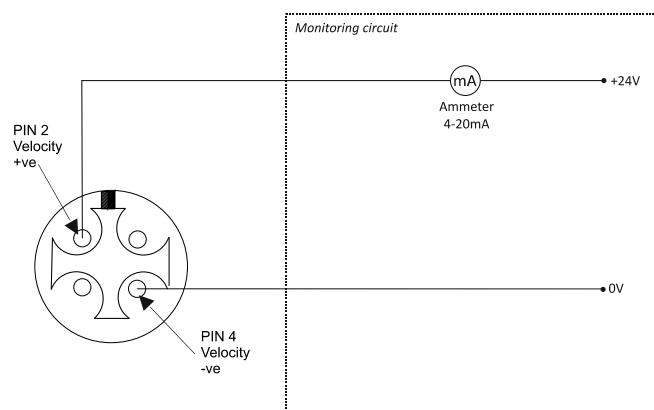 Monitoring circuit
mA
+24V
Ammeter
4-20mA
PIN 2
Velocity
+ve
0V
PIN 4
Velocity
-ve